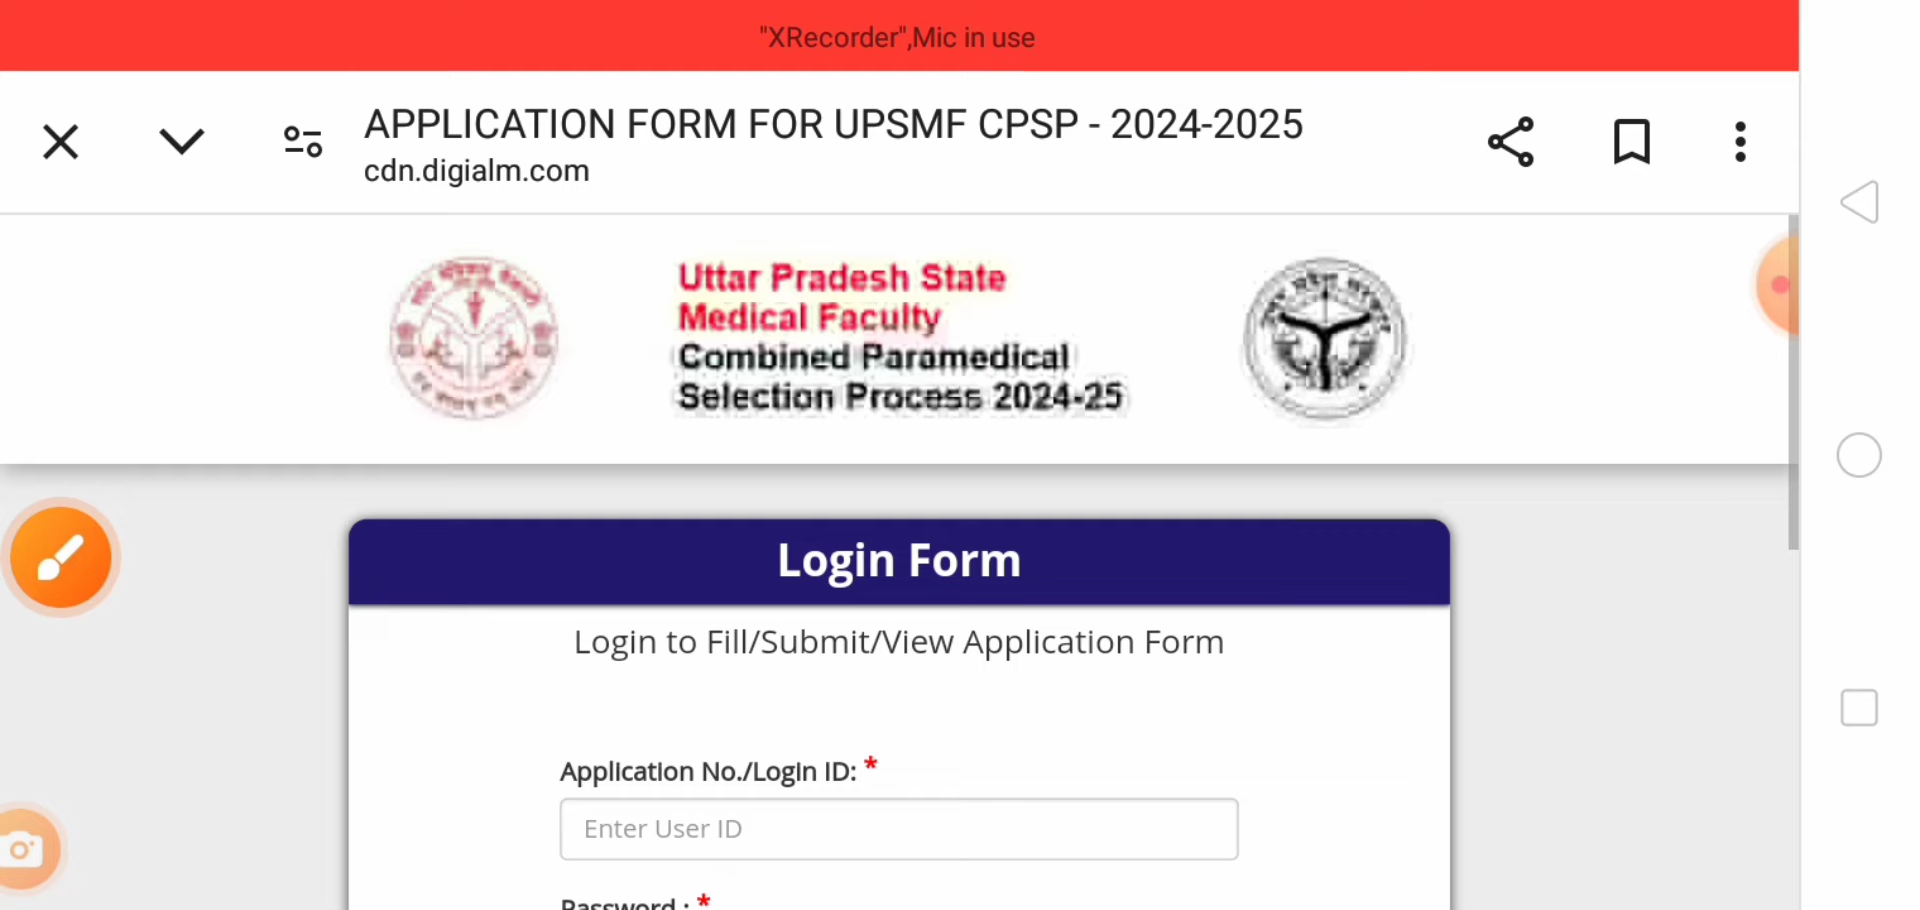 "XRecorder",Mic in use
APPLICATION FORM FOR UPSMF CPSP - 2024-2025
cdn.digialm.com
Uttar Pradesh State
Medical Faculty
Combined Paramedical
Selection Process 2024-25
Login Form
Login to Fill/Submit/View Application Form
Application No./Login ID: *
Enter User ID
Password : *